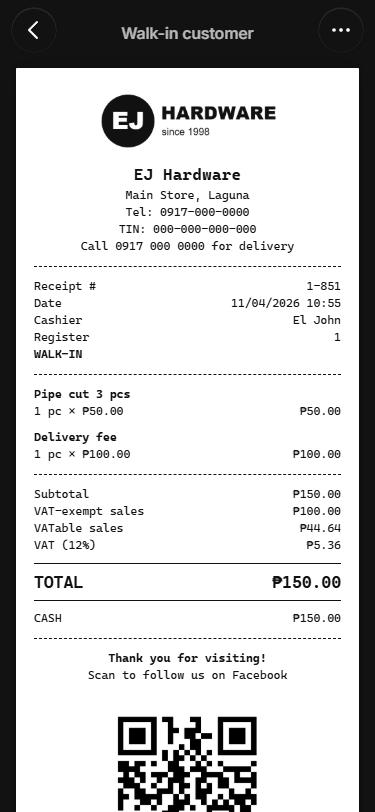 Walk-in customer
EJ HARDWARE
since 1998
EJ Hardware
Main Store, Laguna
Tel: 0917-000-0000
TIN: 000-000-000-000
Call 0917 000 0000 for delivery
Receipt # 1-851
Date 11/04/2026 10:55
Cashier El John
Register 1
WALK-IN
Pipe cut 3 pcs
1 pc × ₱50.00 ₱50.00
Delivery fee
1 pc × ₱100.00 ₱100.00
Subtotal ₱150.00
VAT-exempt sales ₱100.00
VATable sales ₱44.64
VAT (12%) ₱5.36
TOTAL ₱150.00
CASH ₱150.00
Thank you for visiting!
Scan to follow us on Facebook